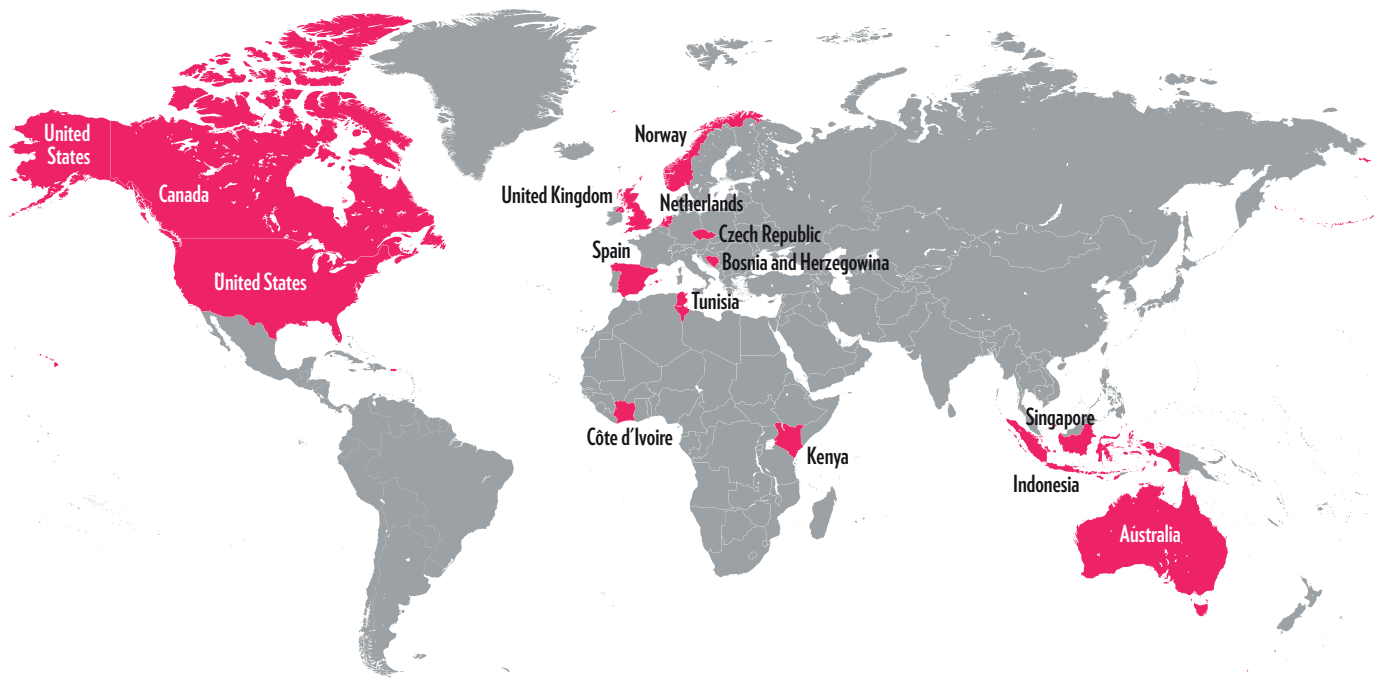 United
States
Canada
United States
Norway
United Kingdom
Netherlands
Czech Republic
Spain
Bosnia and Herzegowina
Tunisia
Côte d'Ivoire
Kenya
Singapore
Indonesia
Australia